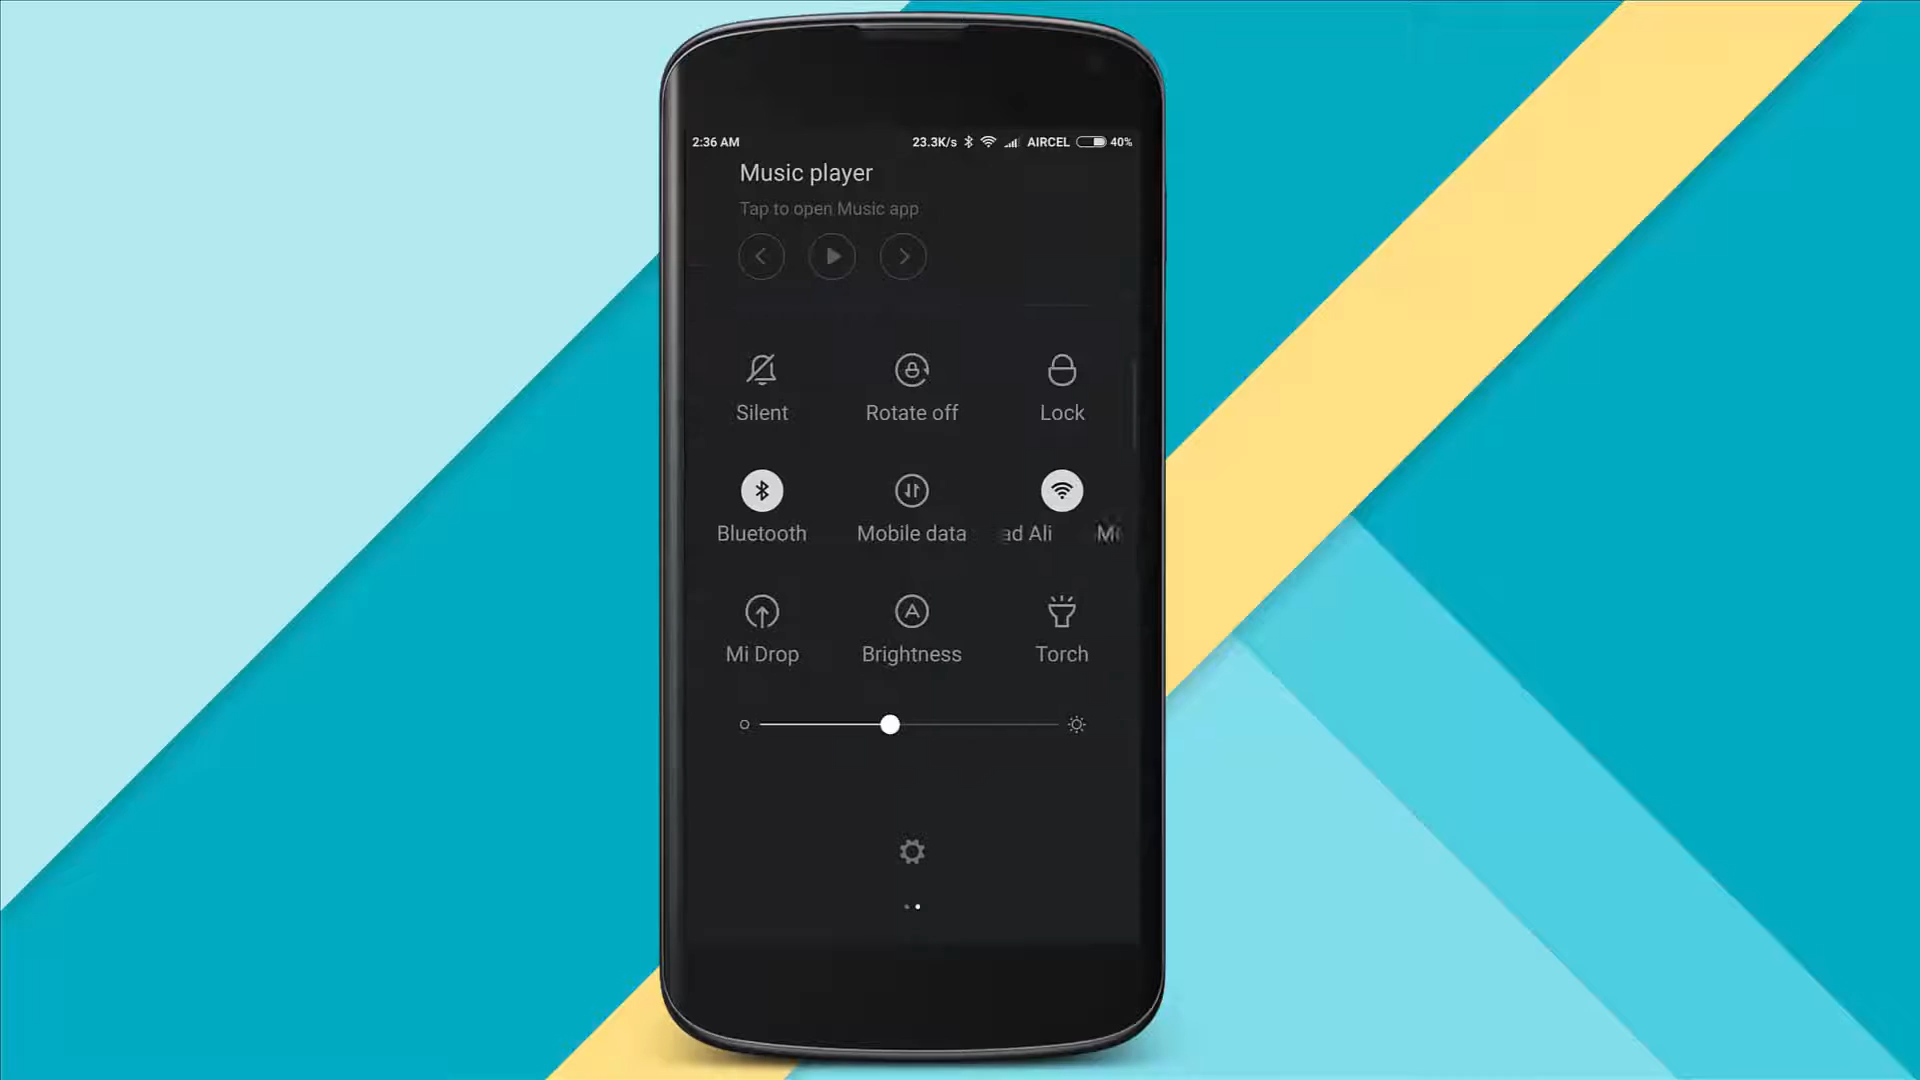 2:36 AM 23.3K/s AIRCEL 40%
Music player
Tap to open Music app
Silent Rotate off Lock
Bluetooth Mobile data ad Ali
Mi Drop Brightness Torch